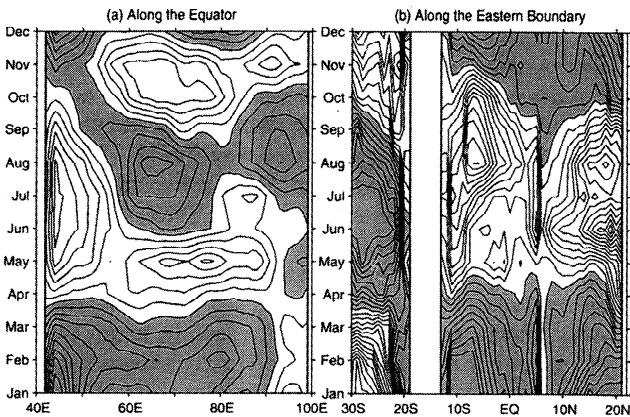 (a) Along the Equator
(b) Along the Eastern Boundary
Dec
Nov
Oct
Sep
Aug
Jul
Jun
May
Apr
Mar
Feb
Jan
40E 60E 80E 100E
Dec
Nov
Oct
Sep
Aug
Jul
Jun
May
Apr
Mar
Feb
Jan
30S 20S 10S EQ 10N 20N